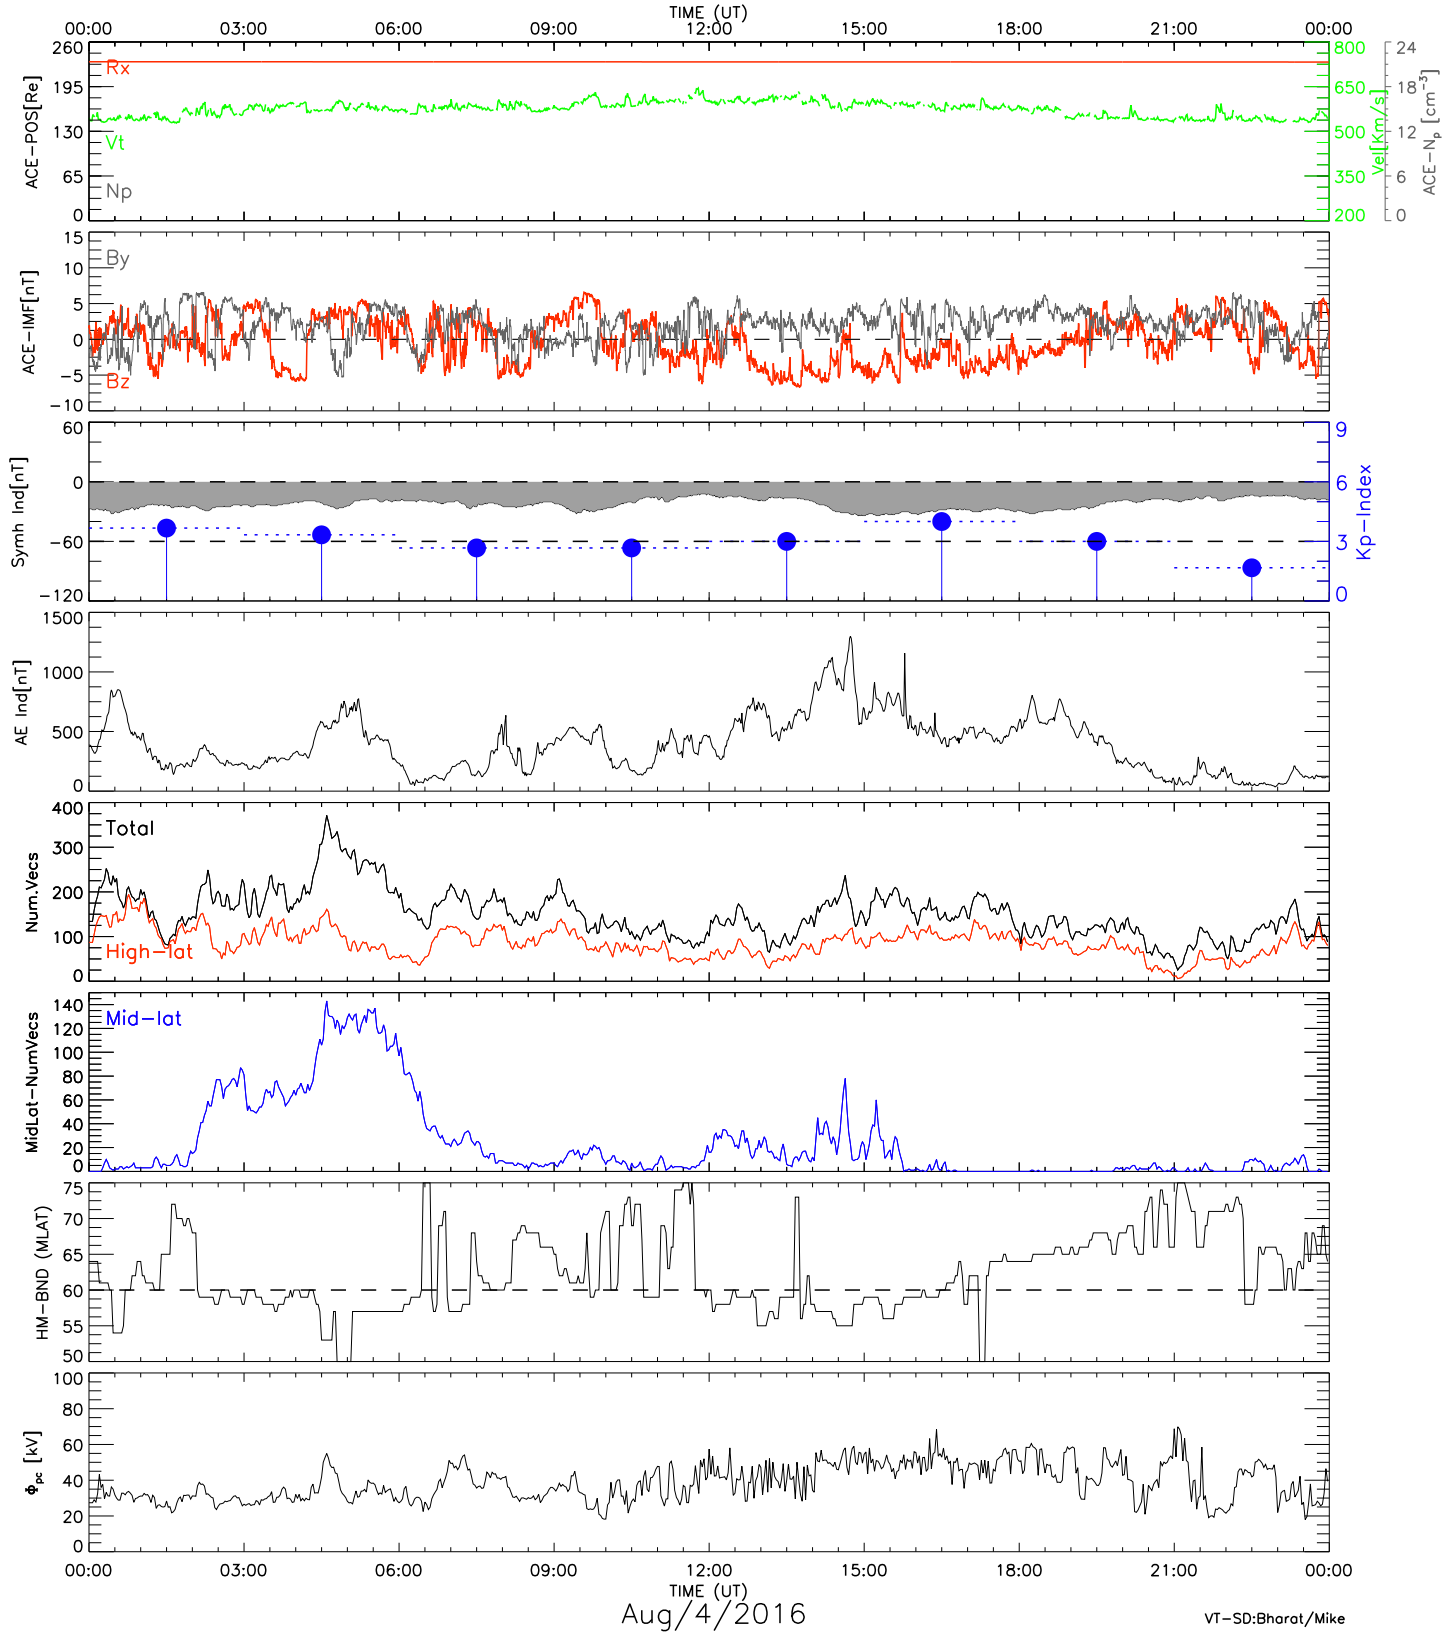 TIME (UT)
00:00 03:00 06:00 09:00 12:00 15:00 18:00 21:00 00:00
ACE-POS[Re]
260
195
130
65
0
Rx
Vt
Np
800
650
500
350
200
Vel[Km/s]
24
18
12
6
0
ACE-Np [cm-3]
ACE-IMF[nT]
15
10
5
0
-5
-10
By
Bz
Symh Ind[nT]
60
0
-60
-120
9
6
3
0
Kp-Index
AE Ind[nT]
1500
1000
500
0
Num.Vecs
400
300
200
100
0
Total
High-lat
MidLat-NumVecs
140
120
100
80
60
40
20
0
Mid-lat
HM-BND (MLAT)
75
70
65
60
55
50
Φpc [kV]
100
80
60
40
20
0
00:00 03:00 06:00 09:00 12:00 15:00 18:00 21:00 00:00
TIME (UT)
Aug/4/2016
VT-SD:Bharat/Mike